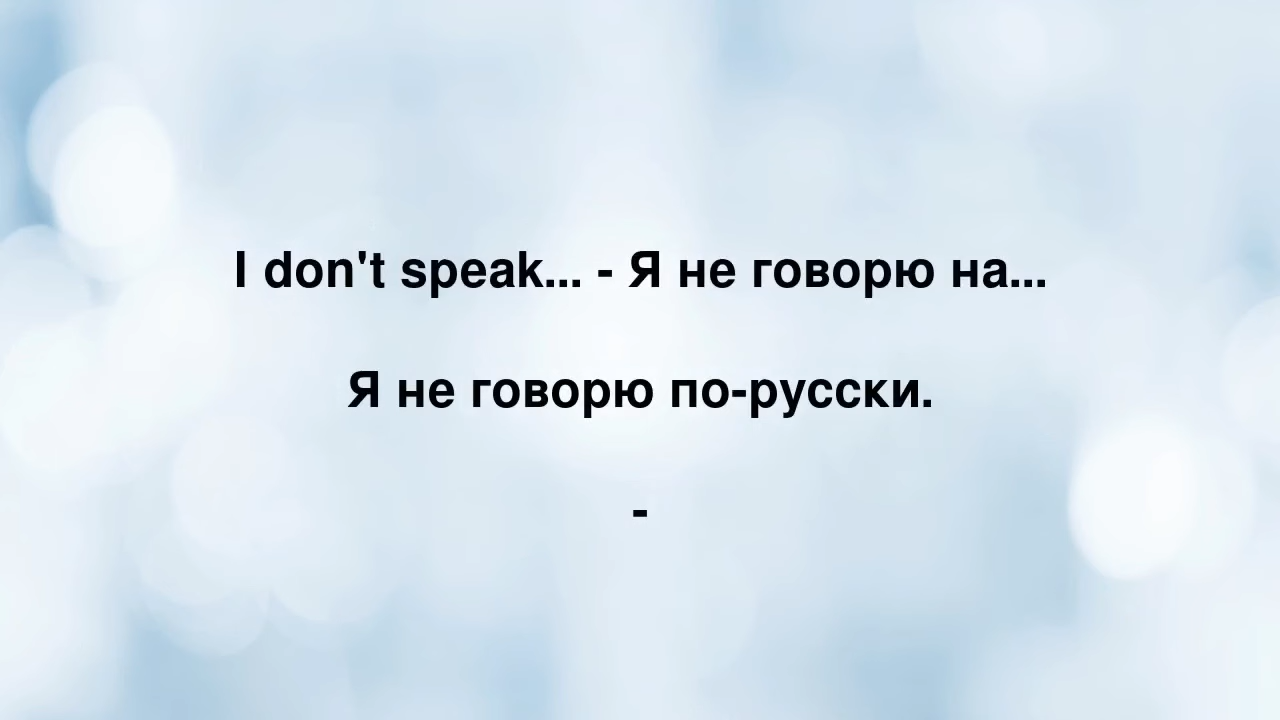 I don't speak... - Я не говорю на...
Я не говорю по-русски.
-